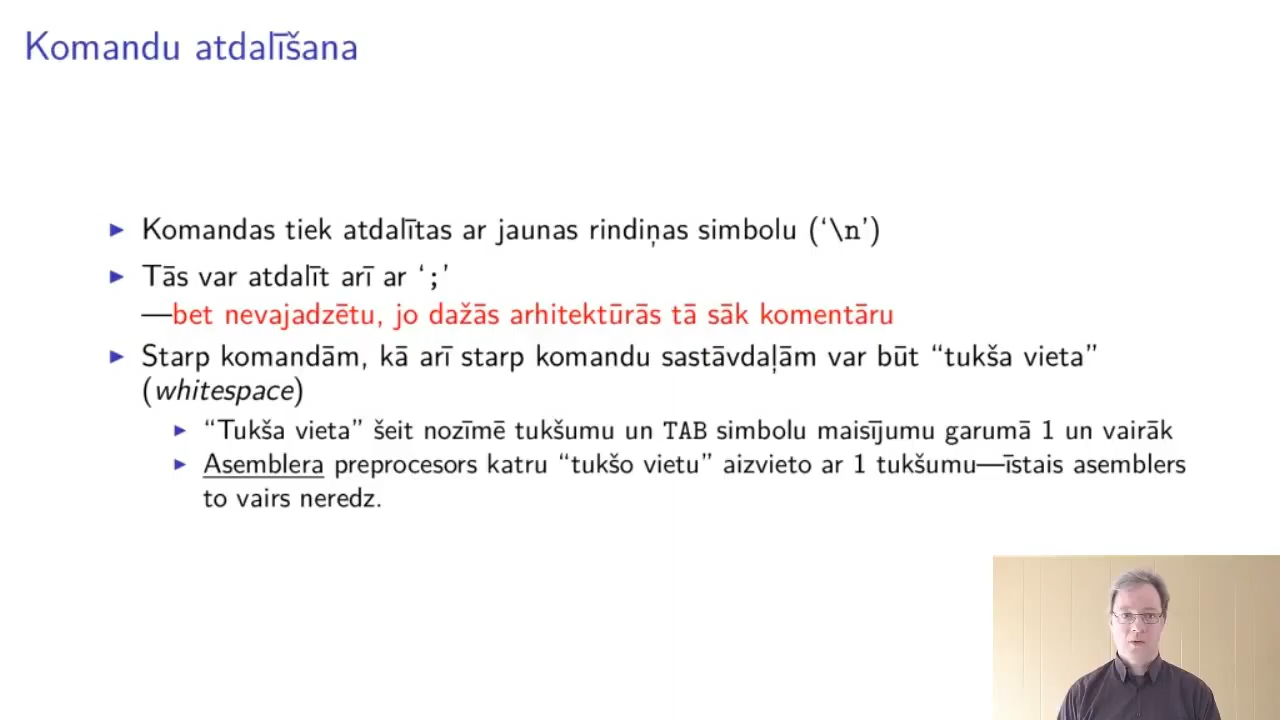 Komandu atdalīšana
Komandas tiek atdalītas ar jaunas rindiņas simbolu (‘\n’)
Tās var atdalīt arī ar ‘;’
—bet nevajadzētu, jo dažās arhitektūrās tā sāk komentāru
Starp komandām, kā arī starp komandu sastāvdaļām var būt “tukša vieta”
(whitespace)
“Tukša vieta” šeit nozīmē tukšumu un TAB simbolu maisījumu garumā 1 un vairāk
Asemblera preprocesors katru “tukšo vietu” aizvieto ar 1 tukšumu—īstais asemblers
to vairs neredz.